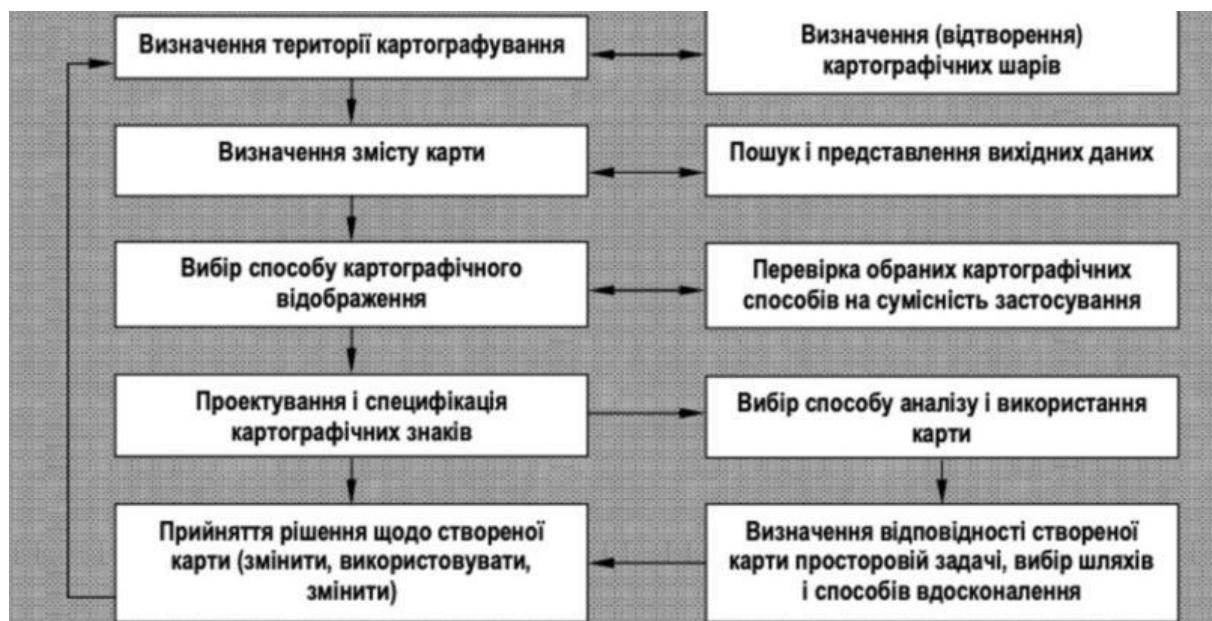 Визначення території картографування
Визначення (відтворення)
картографічних шарів
Визначення змісту карти
Пошук і представлення вихідних даних
Вибір способу картографічного
відображення
Перевірка обраних картографічних
способів на сумісність застосування
Проектування і специфікація
картографічних знаків
Вибір способу аналізу і використання
карти
Прийняття рішення щодо створеної
карти (змінити, використовувати,
змінити)
Визначення відповідності створеної
карти просторовій задачі, вибір шляхів
і способів вдосконалення